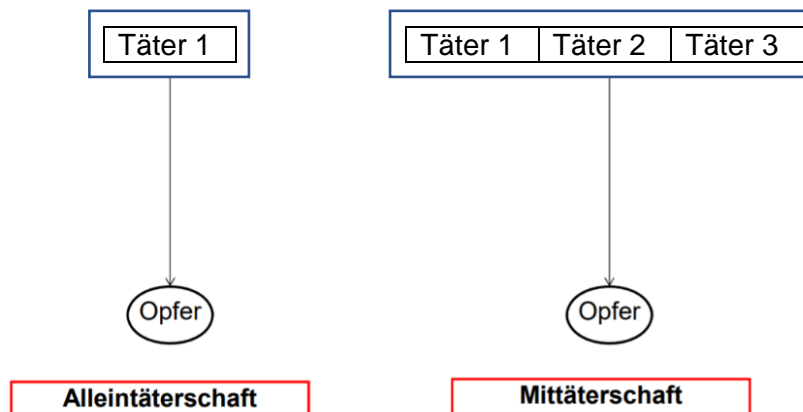 Täter 1
Täter 1 Täter 2 Täter 3
Opfer
Opfer
Alleintäterschaft
Mittäterschaft